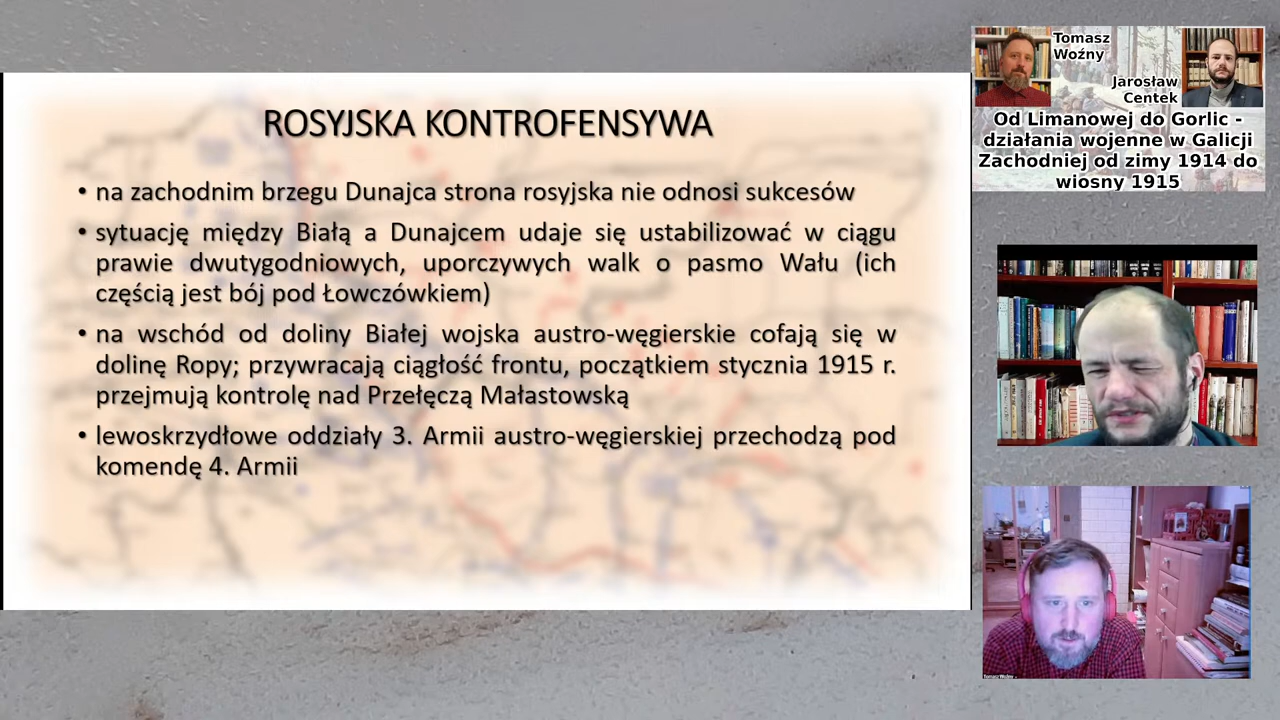 ROSYJSKA KONTROFENSYWA
• na zachodnim brzegu Dunajca strona rosyjska nie odnosi sukcesów
• sytuację między Białą a Dunajcem udaje się ustabilizować w ciągu
prawie dwutygodniowych, uporczywych walk o pasmo Wału (ich
częścią jest bój pod Łowczówkiem)
• na wschód od doliny Białej wojska austro-węgierskie cofają się w
dolinę Ropy; przywracają ciągłość frontu, początkiem stycznia 1915 r.
przejmują kontrolę nad Przełęczą Małastowską
• lewoskrzydłowe oddziały 3. Armii austro-węgierskiej przechodzą pod
komendę 4. Armii
Tomasz
Woźny
Jarosław
Centek
Od Limanowej do Gorlic -
działania wojenne w Galicji
Zachodniej od zimy 1914 do
wiosny 1915
Tomasz Woźny